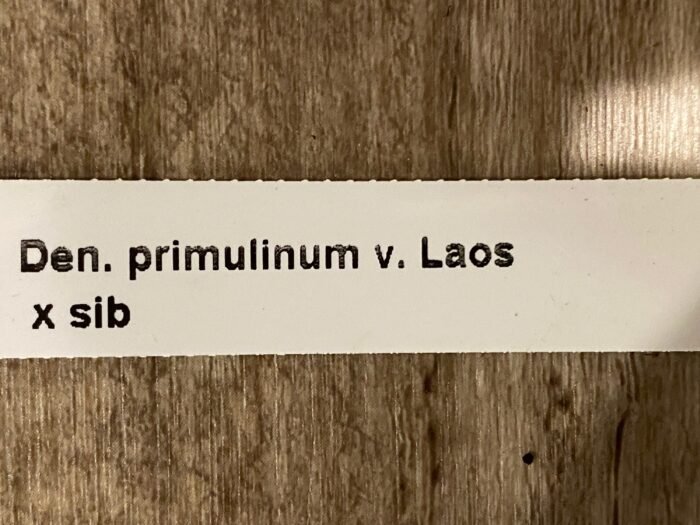 Den. primulinum v. Laos
x sib